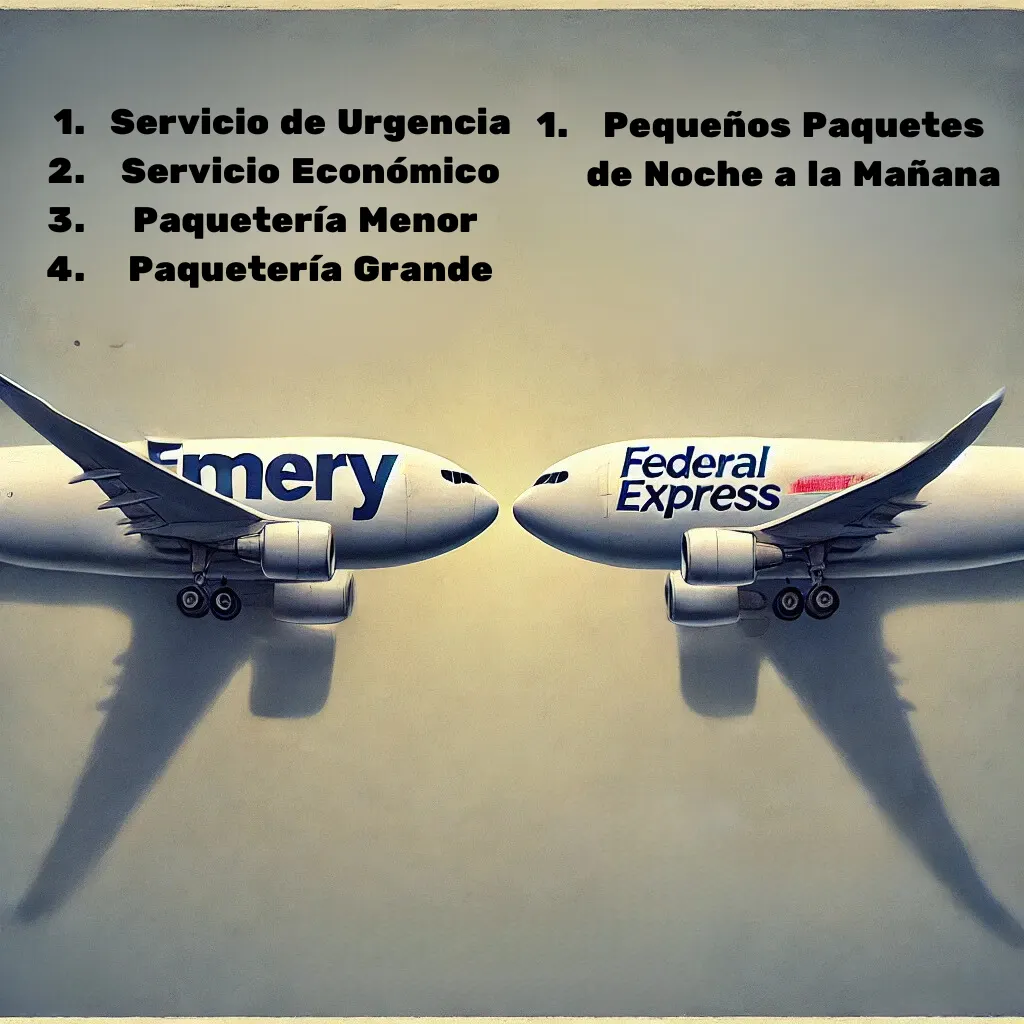 1. Servicio de Urgencia
2. Servicio Económico
3. Paquetería Menor
4. Paquetería Grande
1. Pequeños Paquetes
de Noche a la Mañana
Emery
Federal
Express